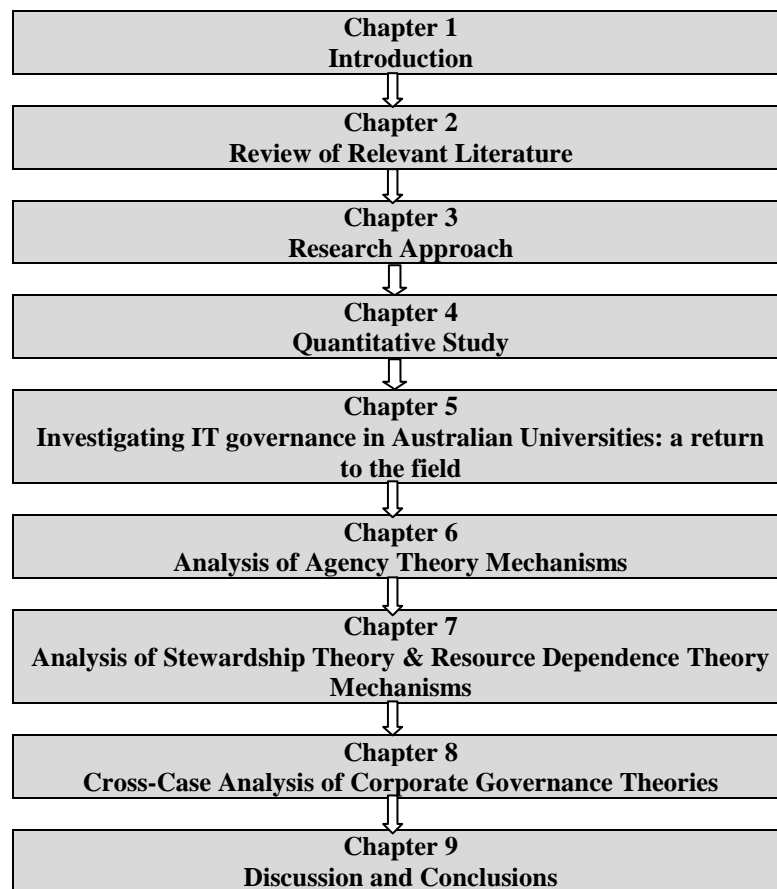 Chapter 1
Introduction
Chapter 2
Review of Relevant Literature
Chapter 3
Research Approach
Chapter 4
Quantitative Study
Chapter 5
Investigating IT governance in Australian Universities: a return
to the field
Chapter 6
Analysis of Agency Theory Mechanisms
Chapter 7
Analysis of Stewardship Theory & Resource Dependence Theory
Mechanisms
Chapter 8
Cross-Case Analysis of Corporate Governance Theories
Chapter 9
Discussion and Conclusions